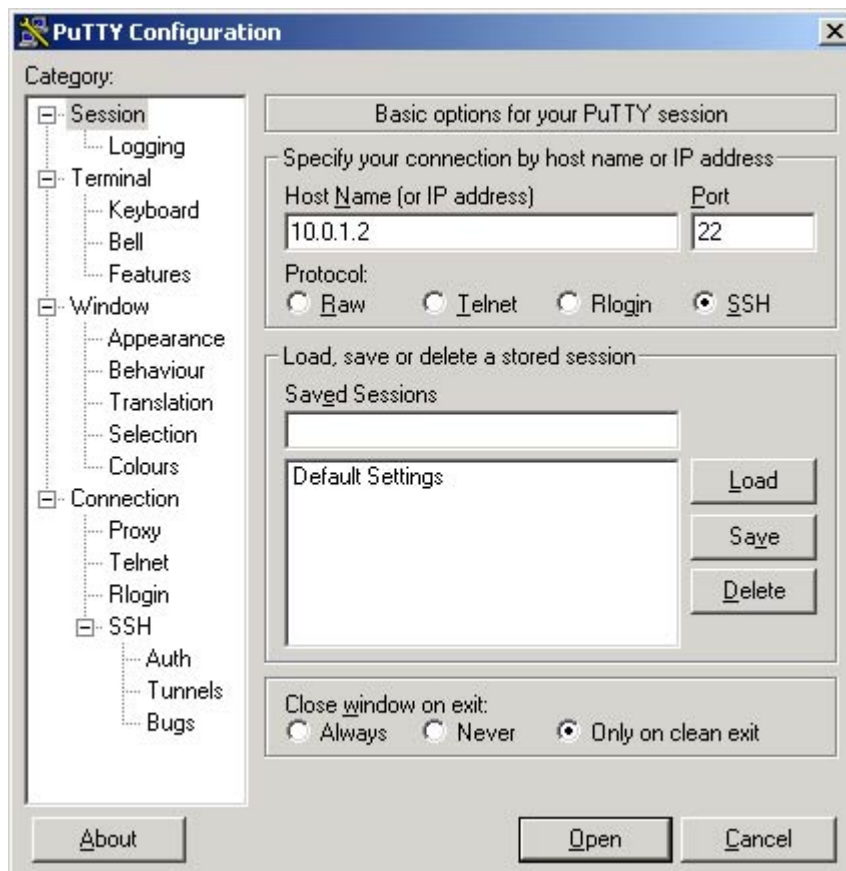 PuTTY Configuration
Category:
Session
Logging
Terminal
Keyboard
Bell
Features
Window
Appearance
Behaviour
Translation
Selection
Colours
Connection
Proxy
Telnet
Rlogin
SSH
Auth
Tunnels
Bugs
Basic options for your PuTTY session
Specify your connection by host name or IP address
Host Name (or IP address) Port
10.0.1.2 22
Protocol:
Raw Telnet Rlogin SSH
Load, save or delete a stored session
Saved Sessions
Default Settings
Load
Save
Delete
Close window on exit:
Always Never Only on clean exit
About Open Cancel